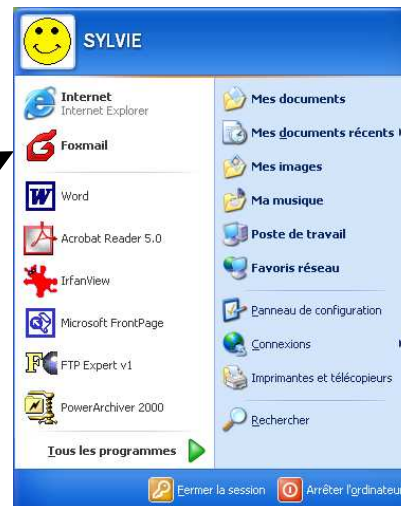 SYLVIE
Internet
Internet Explorer
Foxmail
Word
Acrobat Reader 5.0
IrfanView
Microsoft FrontPage
FTP Expert v1
PowerArchiver 2000
Tous les programmes
Mes documents
Mes documents récents
Mes images
Ma musique
Poste de travail
Favoris réseau
Panneau de configuration
Connexions
Imprimantes et télécopieurs
Rechercher
Fermer la session
Arrêter l'ordinateur